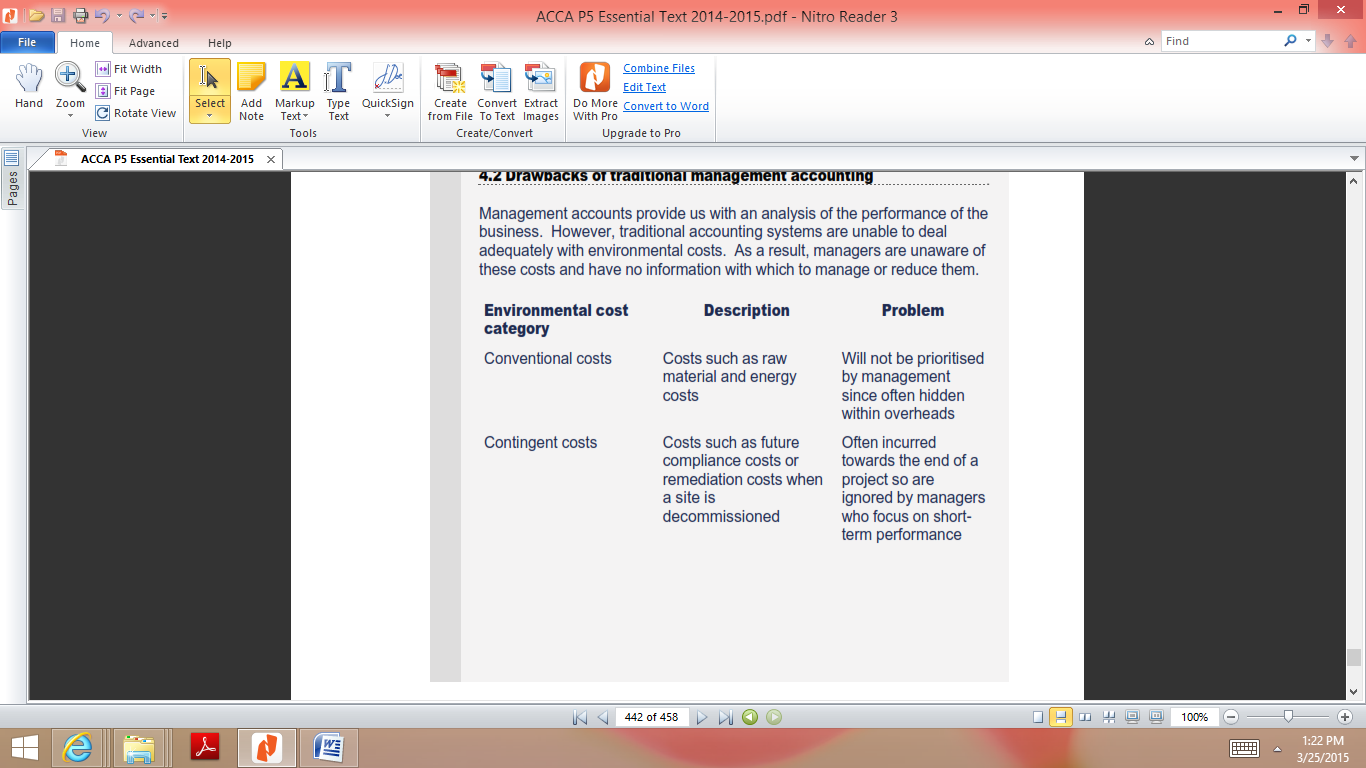 ACCA P5 Essential Text 2014-2015.pdf - Nitro Reader 3
File Home Advanced Help
Find
Hand
Zoom
Fit Width
Fit Page
Rotate View
View
Select
Add Note
Markup Text
Type Text
QuickSign
Tools
Create from File
Convert To Text
Extract Images
Create/Convert
Do More With Pro
Combine Files
Edit Text
Convert to Word
Upgrade to Pro
ACCA P5 Essential Text 2014-2015
Pages
4.2 Drawbacks of traditional management accounting
Management accounts provide us with an analysis of the performance of the
business. However, traditional accounting systems are unable to deal
adequately with environmental costs. As a result, managers are unaware of
these costs and have no information with which to manage or reduce them.
Environmental cost
category
Description
Problem
Conventional costs
Costs such as raw
material and energy
costs
Will not be prioritised
by management
since often hidden
within overheads
Contingent costs
Costs such as future
compliance costs or
remediation costs when
a site is
decommissioned
Often incurred
towards the end of a
project so are
ignored by managers
who focus on short-
term performance
442 of 458
100%
1:22 PM
3/25/2015